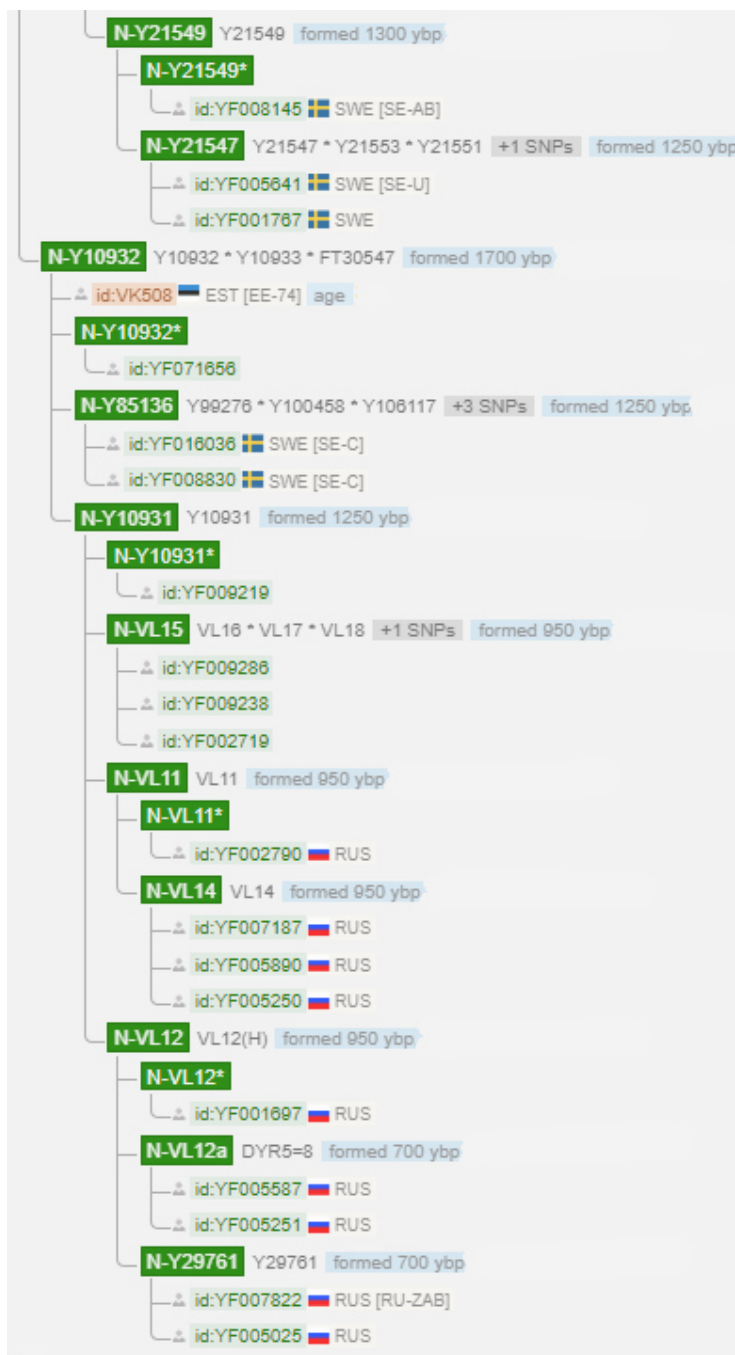 N-Y21549 Y21549 formed 1300 ybp
N-Y21549*
id:YF008145 SWE [SE-AB]
N-Y21547 Y21547 * Y21553 * Y21551 +1 SNPs formed 1250 ybp
id:YF005641 SWE [SE-U]
id:YF001767 SWE
N-Y10932 Y10932 * Y10933 * FT30547 formed 1700 ybp
id:VK508 EST [EE-74] age
N-Y10932*
id:YF071656
N-Y85136 Y99276 * Y100458 * Y106117 +3 SNPs formed 1250 ybp
id:YF016036 SWE [SE-C]
id:YF008830 SWE [SE-C]
N-Y10931 Y10931 formed 1250 ybp
N-Y10931*
id:YF009219
N-VL15 VL16 * VL17 * VL18 +1 SNPs formed 950 ybp
id:YF009286
id:YF009238
id:YF002719
N-VL11 VL11 formed 950 ybp
N-VL11*
id:YF002790 RUS
N-VL14 VL14 formed 950 ybp
id:YF007187 RUS
id:YF005890 RUS
id:YF005250 RUS
N-VL12 VL12(H) formed 950 ybp
N-VL12*
id:YF001697 RUS
N-VL12a DYR5=8 formed 700 ybp
id:YF005587 RUS
id:YF005251 RUS
N-Y29761 Y29761 formed 700 ybp
id:YF007822 RUS [RU-ZAB]
id:YF005025 RUS